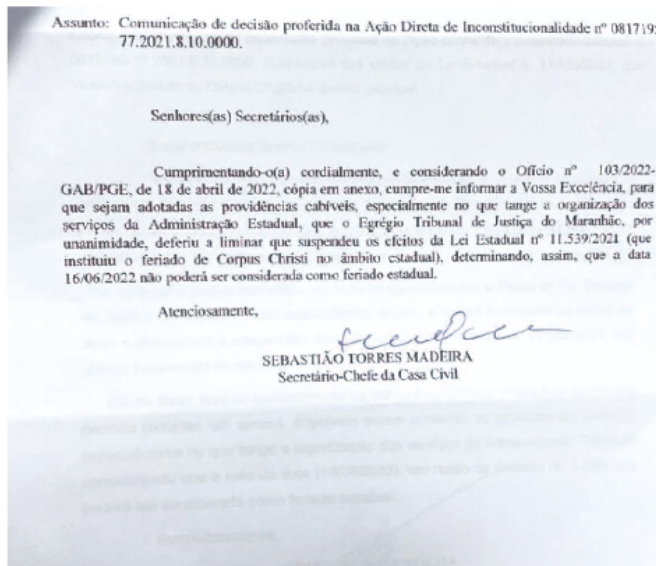 Assunto: Comunicação de decisão proferida na Ação Direta de Inconstitucionalidade nº 081719
77.2021.8.10.0000.
Senhores(as) Secretários(as),
Cumprimentando-o(a) cordialmente, e considerando o Ofício nº 103/2022-
GAB/PGE, de 18 de abril de 2022, cópia em anexo, cumpre-me informar a Vossa Excelência, para
que sejam adotadas as providências cabíveis, especialmente no que tange a organização dos
serviços da Administração Estadual, que o Egrégio Tribunal de Justiça do Maranhão, por
unanimidade, deferiu a liminar que suspendeu os efeitos da Lei Estadual nº 11.539/2021 (que
instituiu o feriado de Corpus Christi no âmbito estadual), determinando, assim, que a data
16/06/2022 não poderá ser considerada como feriado estadual.
Atenciosamente,
SEBASTIÃO TORRES MADEIRA
Secretário-Chefe da Casa Civil